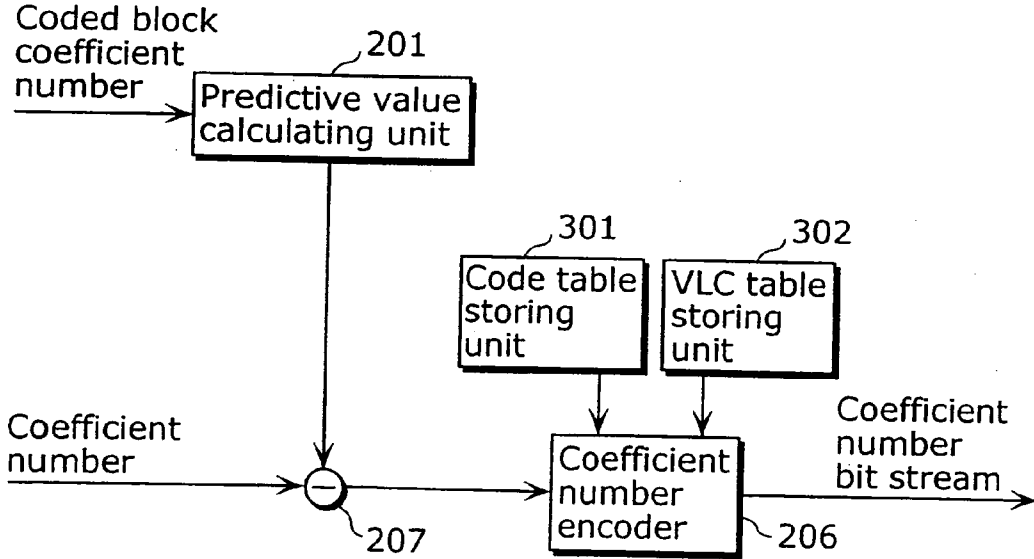 Coded block
coefficient
number
201
Predictive value
calculating unit
301
302
Code table
storing
unit
VLC table
storing
unit
Coefficient
number
207
Coefficient
number
encoder
206
Coefficient
number
bit stream